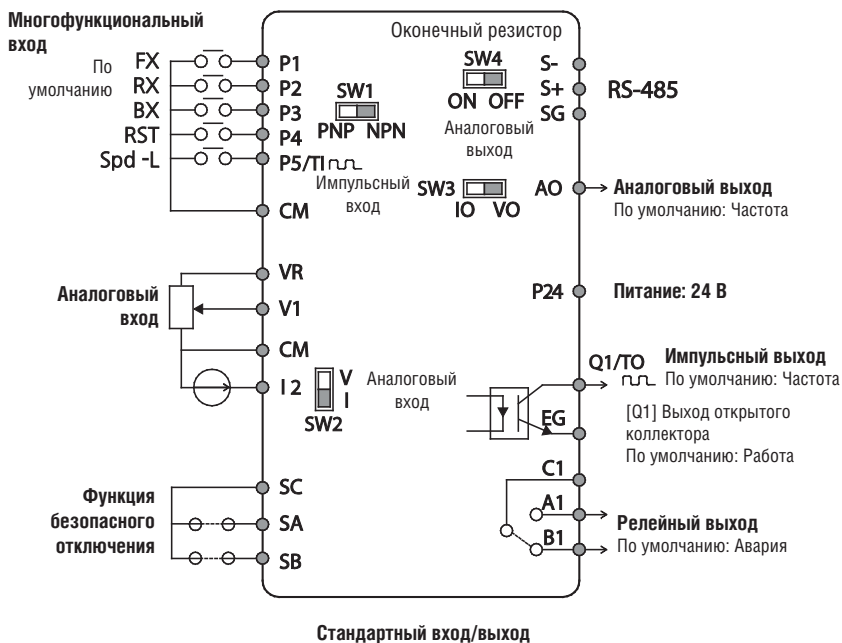 Многофункциональный
вход
По
умолчанию
FX
RX
BX
RST
Spd -L
P1
P2
P3
P4
P5/TI
CM
SW1
PNP NPN
Импульсный
вход
Оконечный резистор
SW4
ON OFF
S-
S+
SG
RS-485
Аналоговый
выход
SW3
IO VO
AO
Аналоговый выход
По умолчанию: Частота
Аналоговый
вход
VR
V1
CM
I 2
V
I
SW2
Аналоговый
вход
P24
Питание: 24 В
Q1/TO
Импульсный выход
По умолчанию: Частота
EG
[Q1] Выход открытого
коллектора
По умолчанию: Работа
Функция
безопасного
отключения
SC
SA
SB
C1
A1
B1
Релейный выход
По умолчанию: Авария
Стандартный вход/выход